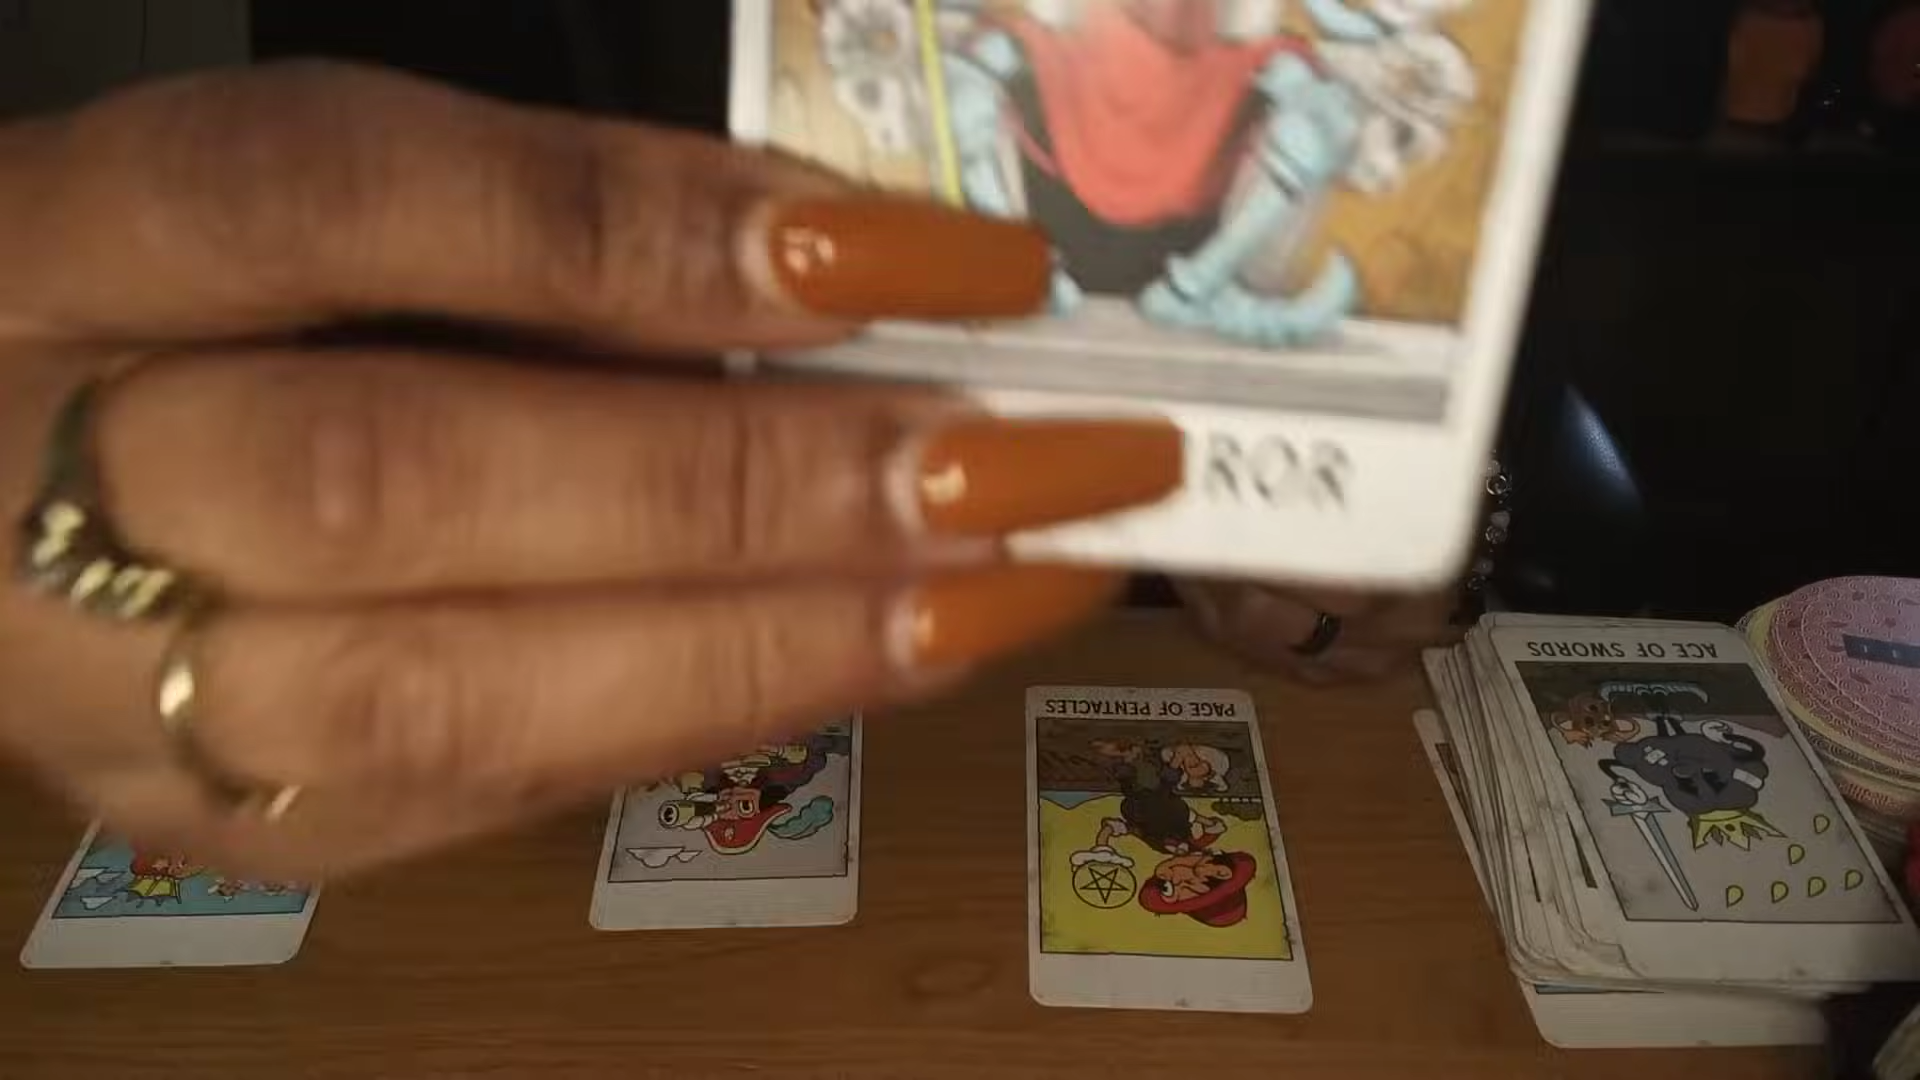 ROR
ACE OF SWORDS
PAGE OF PENTACLES